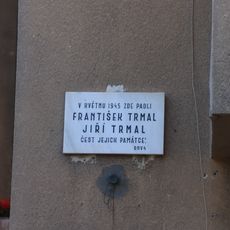 V KVĚTNU 1945 ZDE PADLI
FRANTIŠEK TRMAL
JIŘÍ TRMAL
ČEST JEJICH PAMÁTCE!